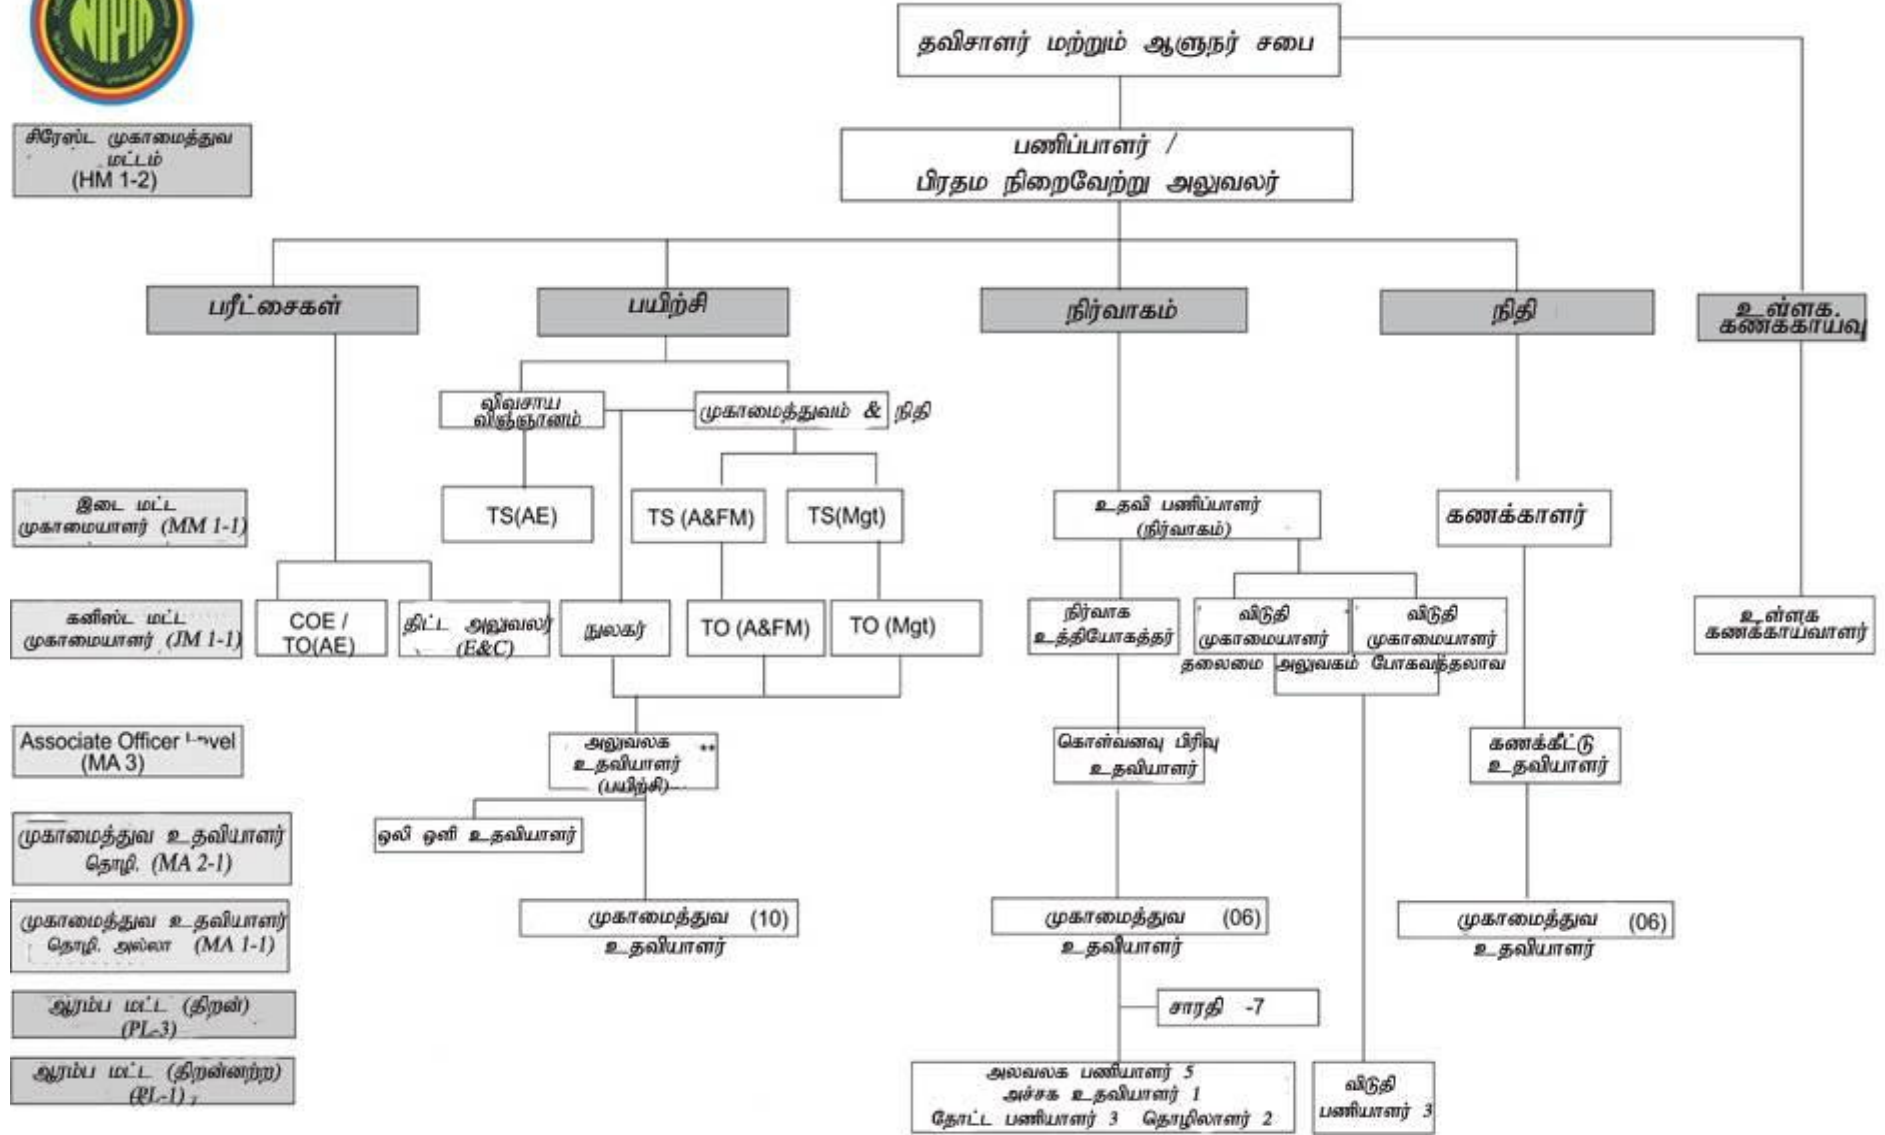 NIPM
தவிசாளர் மற்றும் ஆளுநர் சபை
சிரேஸ்ட முகாமைத்துவ
மட்டம்
(HM 1-2)
பணிப்பாளர் /
பிரதம நிறைவேற்று அலுவலர்
பரீட்சைகள்
பயிற்சி
நிர்வாகம்
நிதி
உள்ளக.
கணக்காய்வு
விவசாய
விஞ்ஞானம்
முகாமைத்துவம் & நிதி
இடை மட்ட
முகாமையாளர் (MM 1-1)
TS(AE)
TS (A&FM)
TS(Mgt)
உதவி பணிப்பாளர்
(நிர்வாகம்)
கணக்காளர்
கனிஸ்ட மட்ட
முகாமையாளர் (JM 1-1)
COE /
TO(AE)
திட்ட அலுவலர்
(E&C)
நுலகர்
TO (A&FM)
TO (Mgt)
நிர்வாக
உத்தியோகத்தர்
விடுதி
முகாமையாளர்
தலைமை அலுவகம்
விடுதி
முகாமையாளர்
போகவந்தலாவ
உள்ளக
கணக்காய்வாளர்
Associate Officer Level
(MA 3)
அலுவலக **
உதவியாளர்
(பயிற்சி)
கொள்வனவு பிரிவு
உதவியாளர்
கணக்கீட்டு
உதவியாளர்
முகாமைத்துவ உதவியாளர்
தொழி. (MA 2-1)
ஒலி ஒளி உதவியாளர்
முகாமைத்துவ உதவியாளர்
தொழி. அல்லா (MA 1-1)
முகாமைத்துவ (10)
உதவியாளர்
முகாமைத்துவ (06)
உதவியாளர்
முகாமைத்துவ (06)
உதவியாளர்
ஆரம்ப மட்ட (திறன்)
(PL-3)
சாரதி -7
ஆரம்ப மட்ட (திறன்னற்ற)
(PL-1)
அலவலக பணியாளர் 5
அச்சக உதவியாளர் 1
தோட்ட பணியாளர் 3 தொழிலாளர் 2
விடுதி
பணியாளர் 3